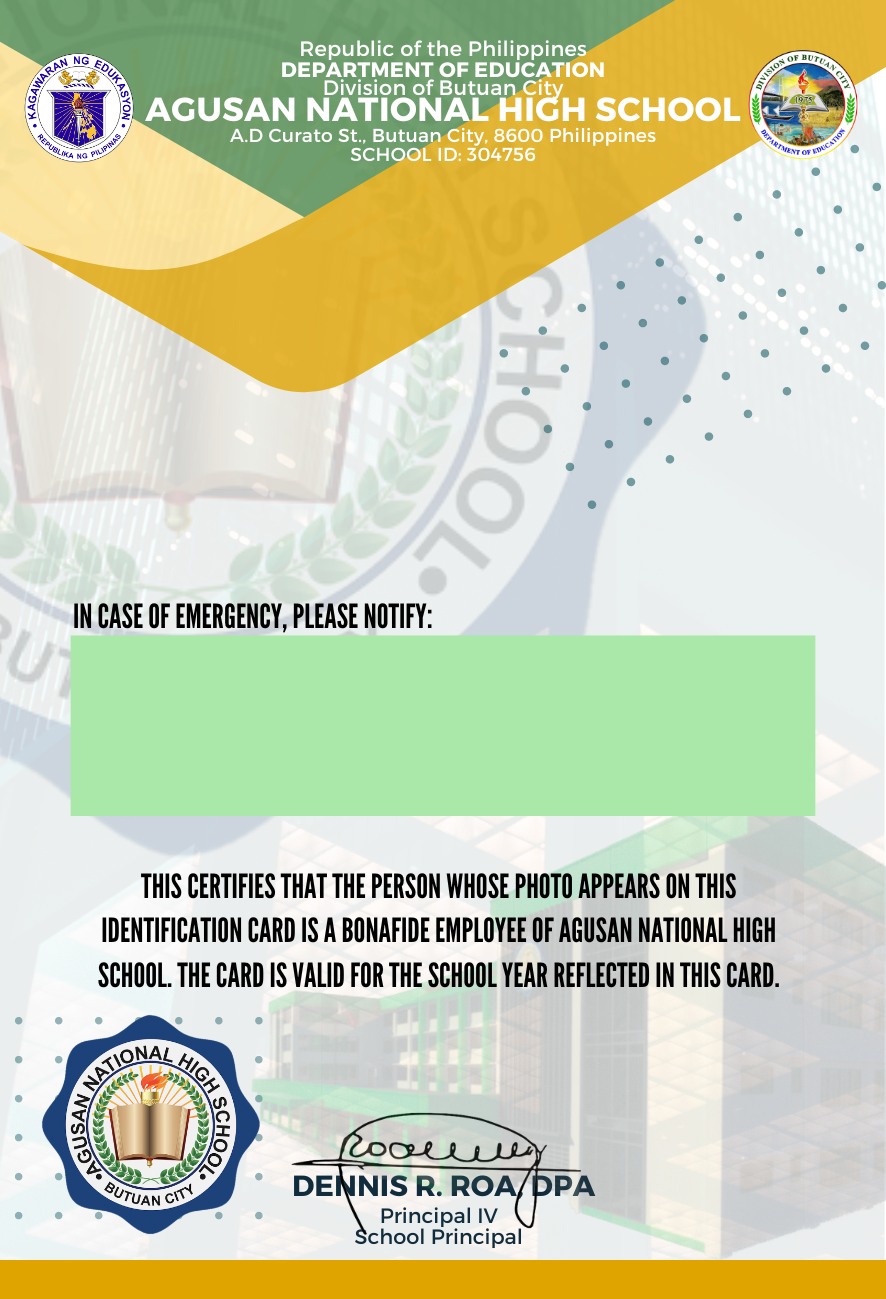 Republic of the Philippines
DEPARTMENT OF EDUCATION
Division of Butuan City
AGUSAN NATIONAL HIGH SCHOOL
A.D Curato St., Butuan City, 8600 Philippines
SCHOOL ID: 304756
KAGAWARAN NG EDUKASYON
REPUBLIKA NG PILIPINAS
DIVISION OF BUTUAN CITY
1975
DEPARTMENT OF EDUCATION
SCHOOL
BUT
IN CASE OF EMERGENCY, PLEASE NOTIFY:
THIS CERTIFIES THAT THE PERSON WHOSE PHOTO APPEARS ON THIS
IDENTIFICATION CARD IS A BONAFIDE EMPLOYEE OF AGUSAN NATIONAL HIGH
SCHOOL. THE CARD IS VALID FOR THE SCHOOL YEAR REFLECTED IN THIS CARD.
AGUSAN NATIONAL HIGH SCHOOL
BUTUAN CITY
DENNIS R. ROA, DPA
Principal IV
School Principal